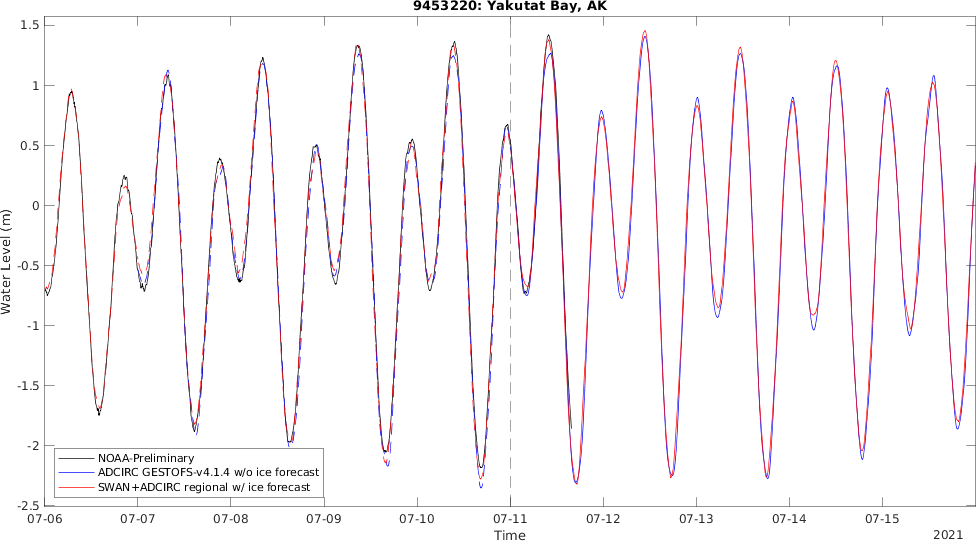 9453220: Yakutat Bay, AK
1.5
1
0.5
0
-0.5
-1
-1.5
-2
-2.5
Water Level (m)
NOAA-Preliminary
ADCIRC GESTOFS-v4.1.4 w/o ice forecast
SWAN+ADCIRC regional w/ ice forecast
07-06 07-07 07-08 07-09 07-10 07-11 07-12 07-13 07-14 07-15
Time
2021